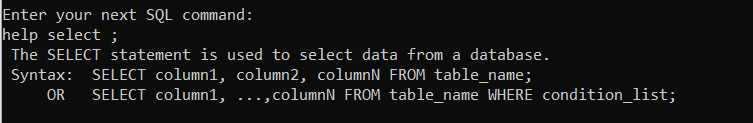 Enter your next SQL command:
help select ;
The SELECT statement is used to select data from a database.
Syntax:  SELECT column1, column2, columnN FROM table_name;
OR   SELECT column1, ...,columnN FROM table_name WHERE condition_list;